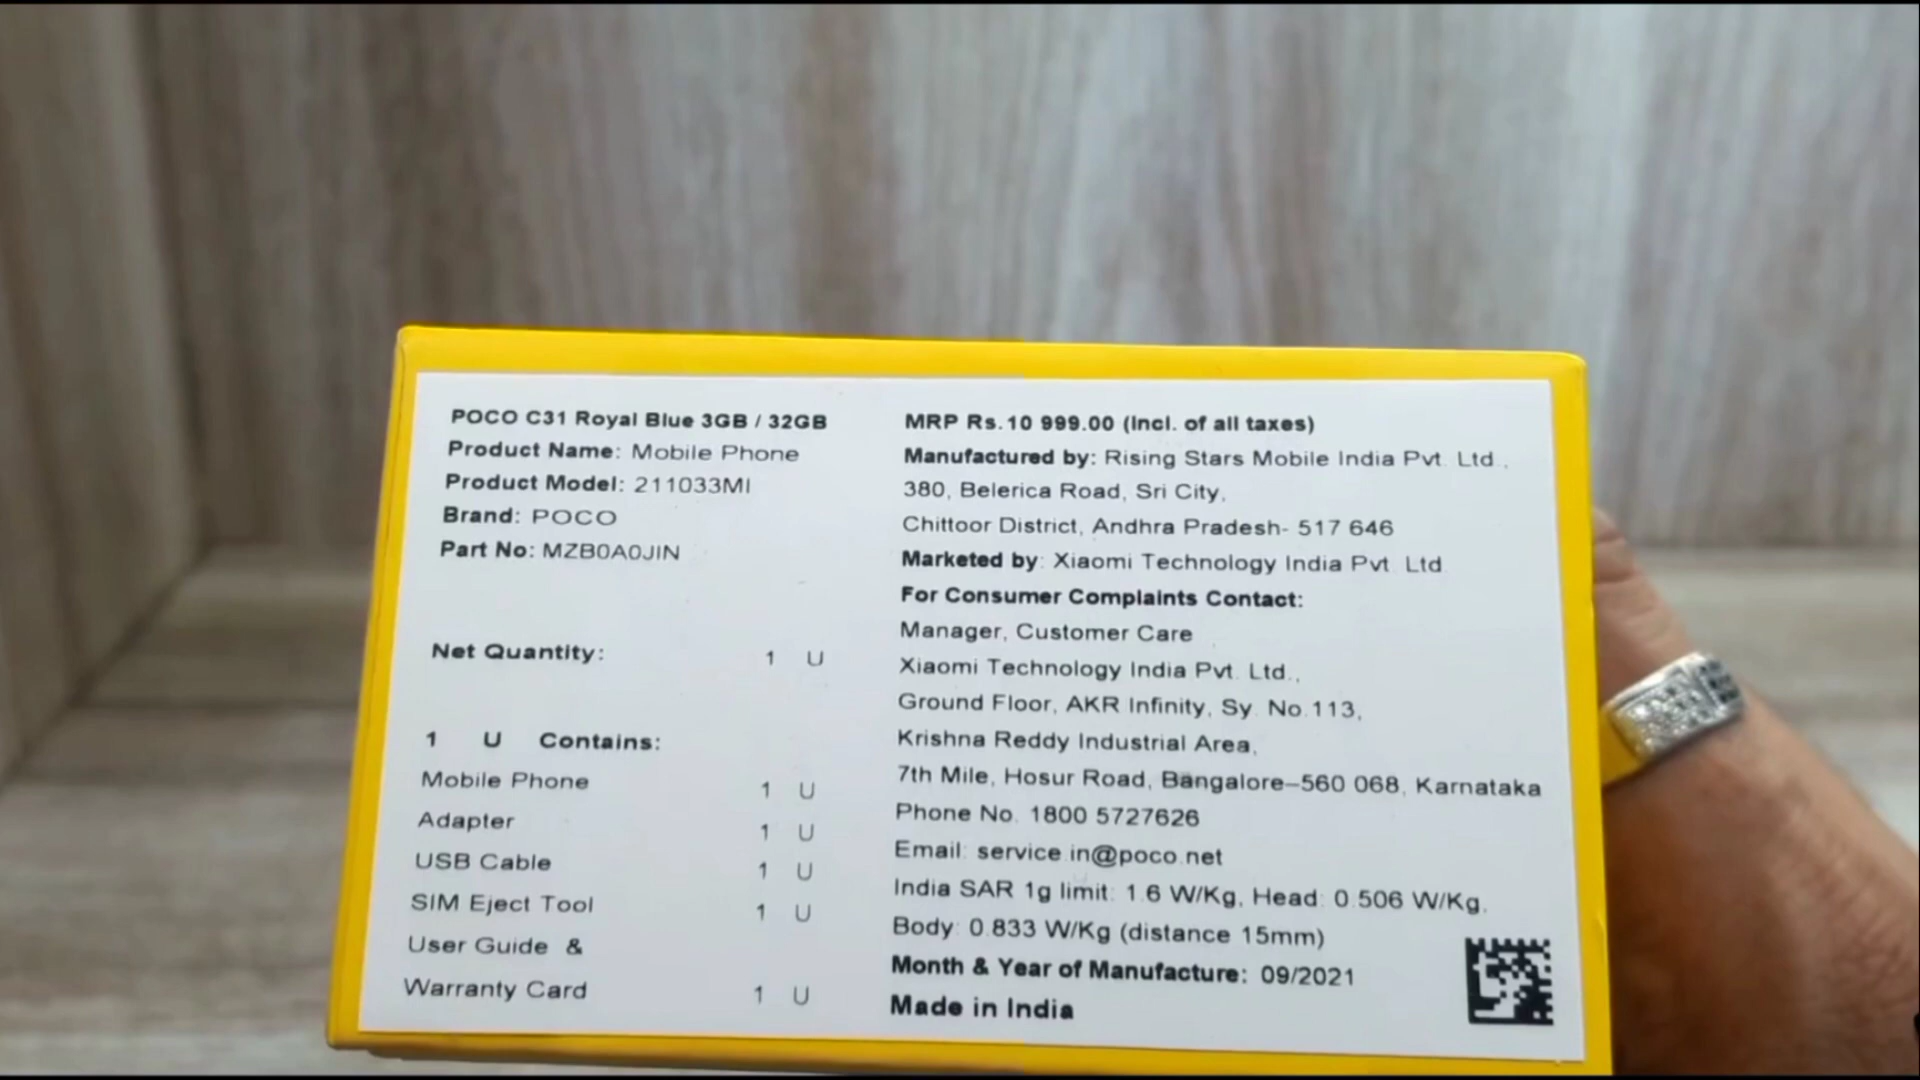 POCO C31 Royal Blue 3GB / 32GB
Product Name: Mobile Phone
Product Model: 211033MI
Brand: POCO
Part No: MZB0A0JIN
Net Quantity: 1 U
1 U Contains:
Mobile Phone 1 U
Adapter 1 U
USB Cable 1 U
SIM Eject Tool 1 U
User Guide &
Warranty Card 1 U
MRP Rs.10 999.00 (Incl. of all taxes)
Manufactured by: Rising Stars Mobile India Pvt. Ltd.,
380, Belerica Road, Sri City,
Chittoor District, Andhra Pradesh- 517 646
Marketed by: Xiaomi Technology India Pvt. Ltd
For Consumer Complaints Contact:
Manager, Customer Care
Xiaomi Technology India Pvt. Ltd.,
Ground Floor, AKR Infinity, Sy. No.113,
Krishna Reddy Industrial Area,
7th Mile, Hosur Road, Bangalore–560 068, Karnataka
Phone No. 1800 5727626
Email: service.in@poco.net
India SAR 1g limit: 1.6 W/Kg, Head: 0.506 W/Kg.
Body: 0.833 W/Kg (distance 15mm)
Month & Year of Manufacture: 09/2021
Made in India